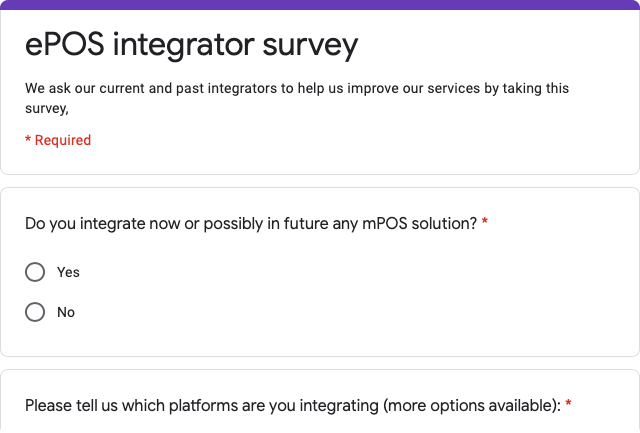 ePOS integrator survey
We ask our current and past integrators to help us improve our services by taking this
survey,
* Required
Do you integrate now or possibly in future any mPOS solution? *
Yes
No
Please tell us which platforms are you integrating (more options available): *